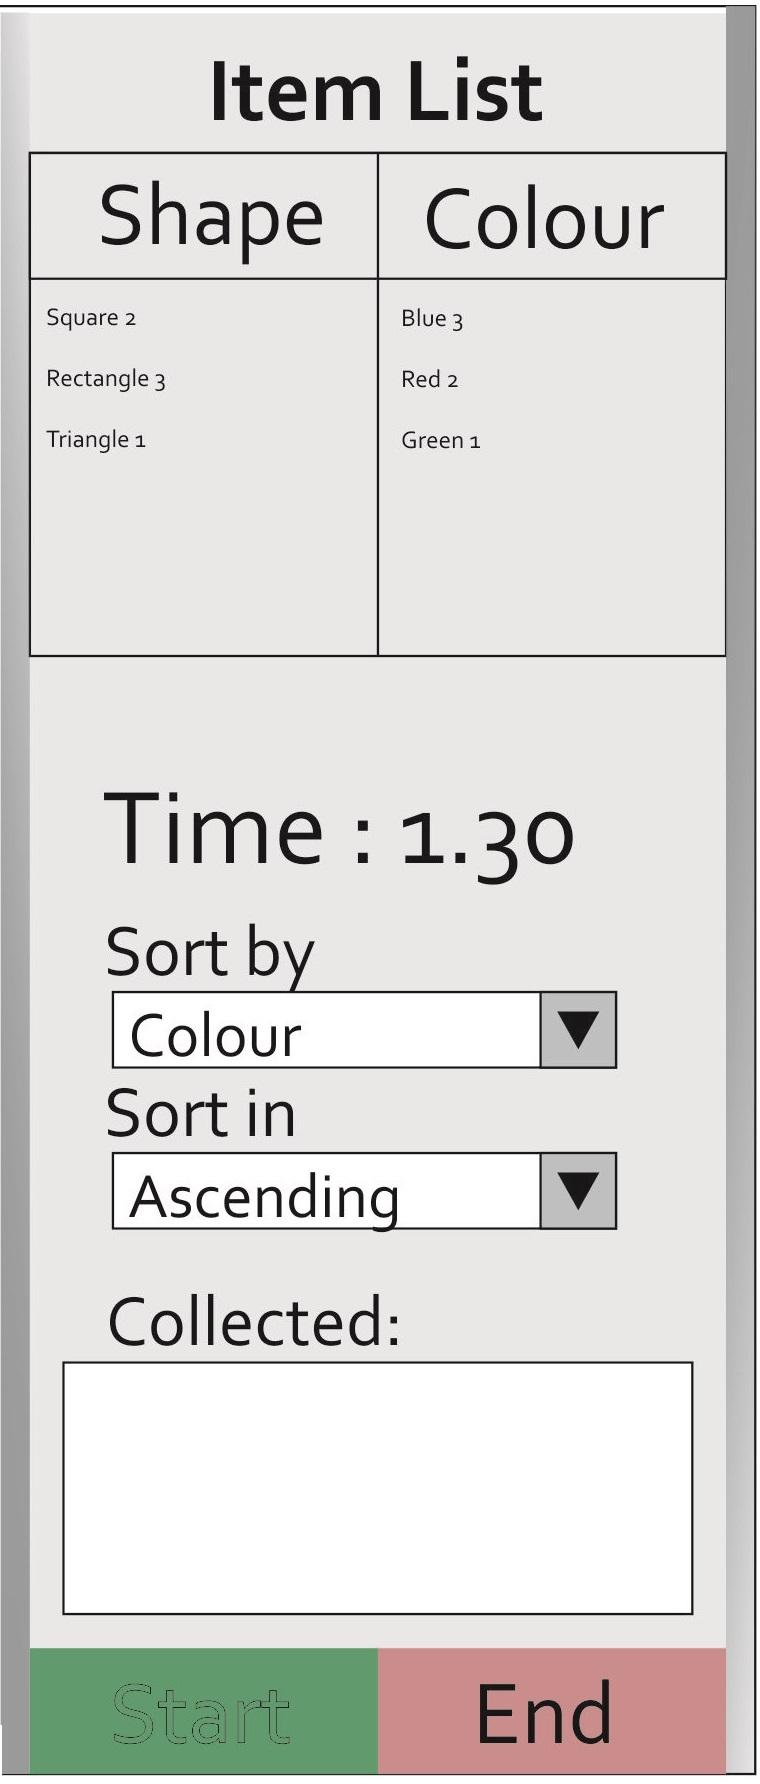 Item List
Shape Colour
Square 2 Blue 3
Rectangle 3 Red 2
Triangle 1 Green 1
Time : 1.30
Sort by
Colour
Sort in
Ascending
Collected:
Start End